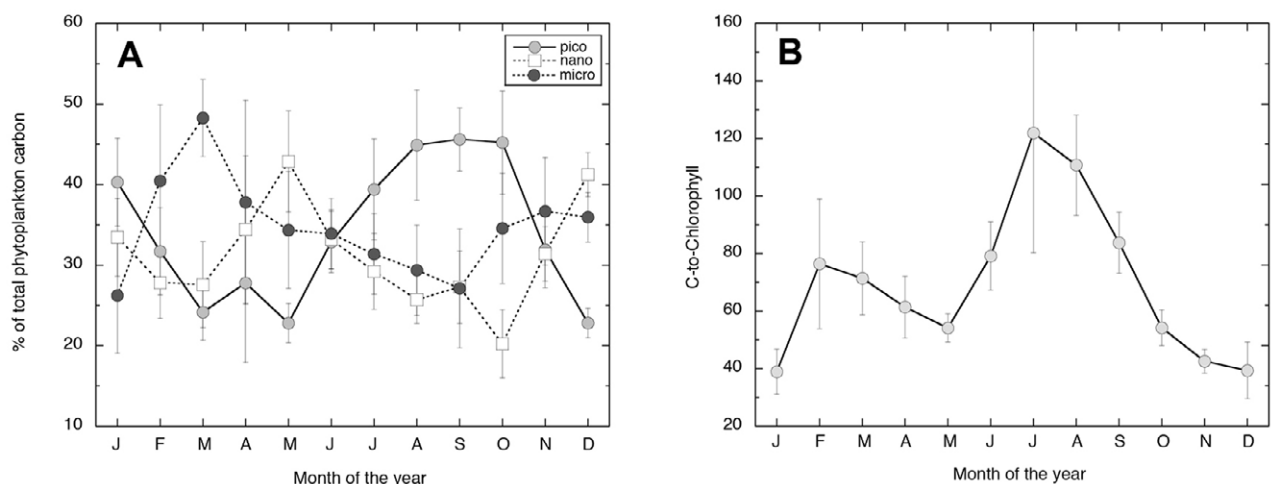 A
pico
nano
micro
% of total phytoplankton carbon
60
50
40
30
20
10
J F M A M J J A S O N D
Month of the year
B
C-to-Chlorophyll
160
140
120
100
80
60
40
20
J F M A M J J A S O N D
Month of the year